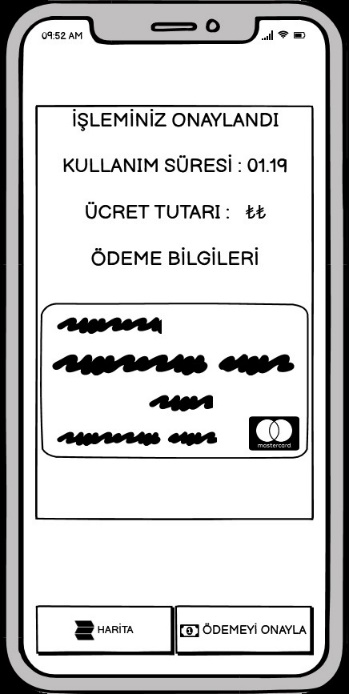 09:52 AM
İŞLEMİNİZ ONAYLANDI
KULLANIM SÜRESİ : 01.19
ÜCRET TUTARI : ₺₺
ÖDEME BİLGİLERİ
mastercard
HARİTA
ÖDEMEYİ ONAYLA